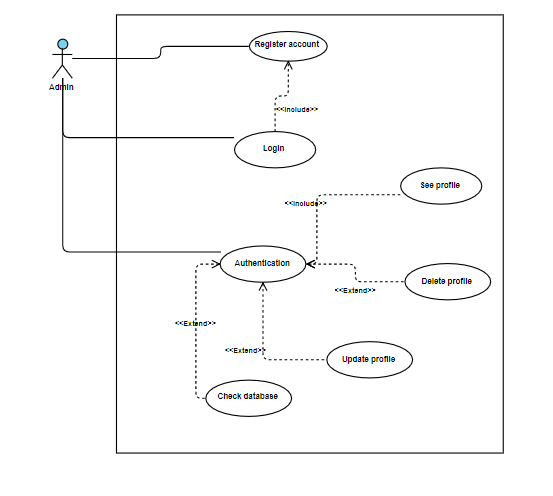 Register account
Admin
<<Include>>
Login
See profile
<<Include>>
Authentication
Delete profile
<<Extend>>
<<Extend>>
<<Extend>>
Update profile
Check database